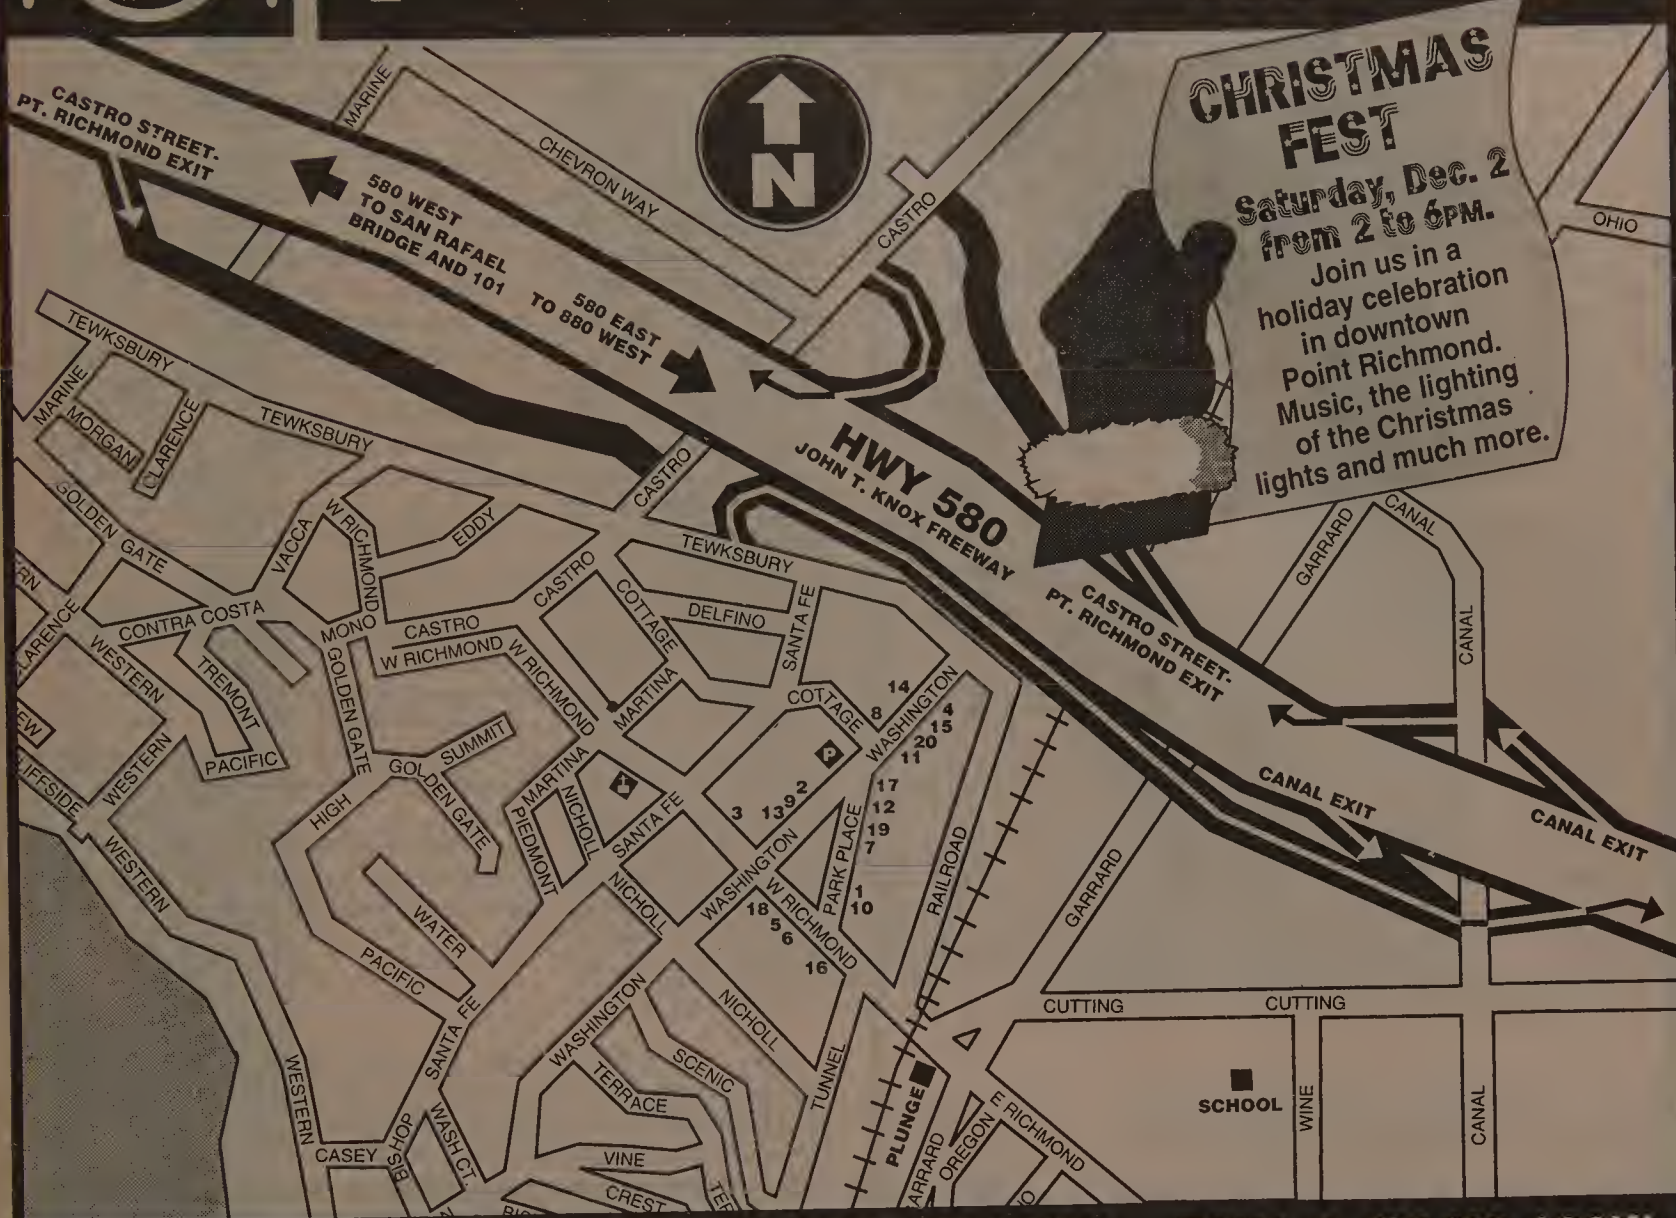 CHRISTMAS
FEST
Saturday, Dec. 2
from 2 to 6PM.
Join us in a
holiday celebration
in downtown
Point Richmond.
Music, the lighting
of the Christmas
lights and much more.
CASTRO STREET-
PT. RICHMOND EXIT
MARINE
CHEVRON WAY
N
CASTRO
OHIO
580 WEST
TO SAN RAFAEL
BRIDGE AND 101
580 EAST
TO 880 WEST
HWY 580
JOHN T. KNOX FREEWAY
CASTRO STREET-
PT. RICHMOND EXIT
GARRARD
CANAL
CANAL
CANAL EXIT
CANAL EXIT
TEWKSBURY
MARINE
MORGAN
CLARENCE
TEWKSBURY
CASTRO
GOLDEN GATE
VACCA
W RICHMOND
EDDY
TEWKSBURY
CASTRO
COTTAGE
DELFINO
SANTA FE
CONTRA COSTA
MONO
CASTRO
W RICHMOND
W RICHMOND
MARTINA
COTTAGE
WASHINGTON
LARENCE
WESTERN
TREMONT
GOLDEN GATE
PACIFIC
WESTERN
LIFFSIDE
EW
ERN
SUMMIT
GOLDEN GATE
MARTINA
NICHOLL
PIEDMONT
HIGH
SANTA FE
P
14
8
4
15
20
11
17
12
19
7
1
10
3
13
9
2
18
5
6
16
WASHINGTON
PARK PLACE
W RICHMOND
RAILROAD
GARRARD
WESTERN
WATER
PACIFIC
NICHOLL
SANTA FE
WASHINGTON
NICHOLL
SCENIC
TERRACE
TUNNEL
CUTTING
CUTTING
PLUNGE
SCHOOL
WINE
CANAL
E RICHMOND
OREGON
ARRARD
WESTERN
CASEY
BISHOP
WASH CT.
VINE
CREST
TER